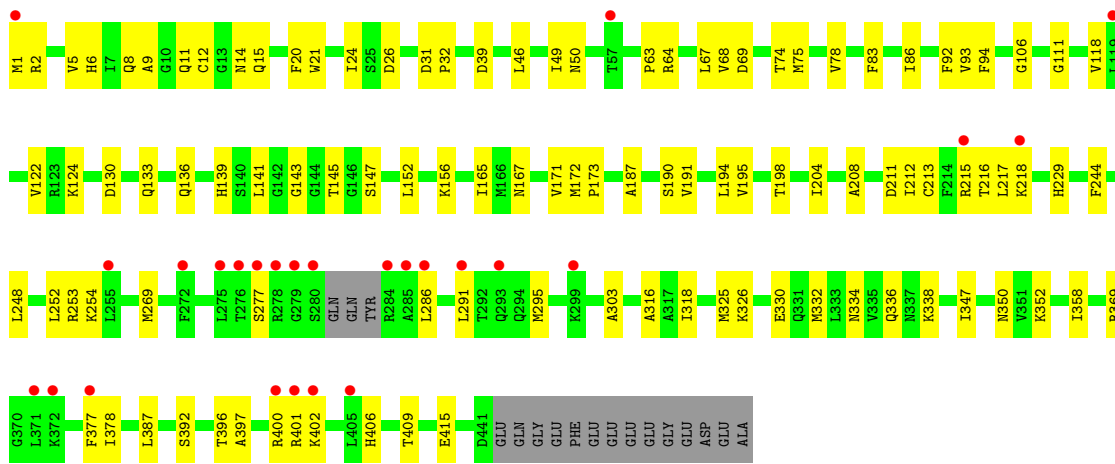 M1 R2 V5 H6 I7 Q8 A9 G10 Q11 C12 G13 N14 Q15 F20 W21 I24 S25 D26 D31 P32 D39 L46 I49 N50 T57 P63 R64 L67 V68 D69 T74 M75 V78 F83 I86 F92 V93 F94 G106 G111 V118 L119
V122 R123 K124 D130 Q133 Q136 H139 S140 L141 G142 G143 G144 T145 G146 S147 L152 K156 I165 M166 N167 V171 M172 P173 A187 S190 V191 L194 V195 T198 I204 A208 D211 I212 C213 F214 R215 T216 L217 K218 H229 F244
L248 L252 R253 K254 L255 M269 F272 L275 T276 S277 R278 G279 S280 GLN GLN TYR R284 A285 L286 L291 T292 Q293 Q294 M295 K299 A303 A316 A317 I318 M325 K326 E330 Q331 M332 L333 N334 V335 Q336 N337 K338 I347 N350 V351 K352 I358 R369
G370 L371 K372 F377 I378 L387 S392 T396 A397 R400 R401 K402 L405 H406 T409 E415 D441 GLU GLN GLY GLU PHE GLU GLU GLU GLU GLY GLU ASP GLU ALA